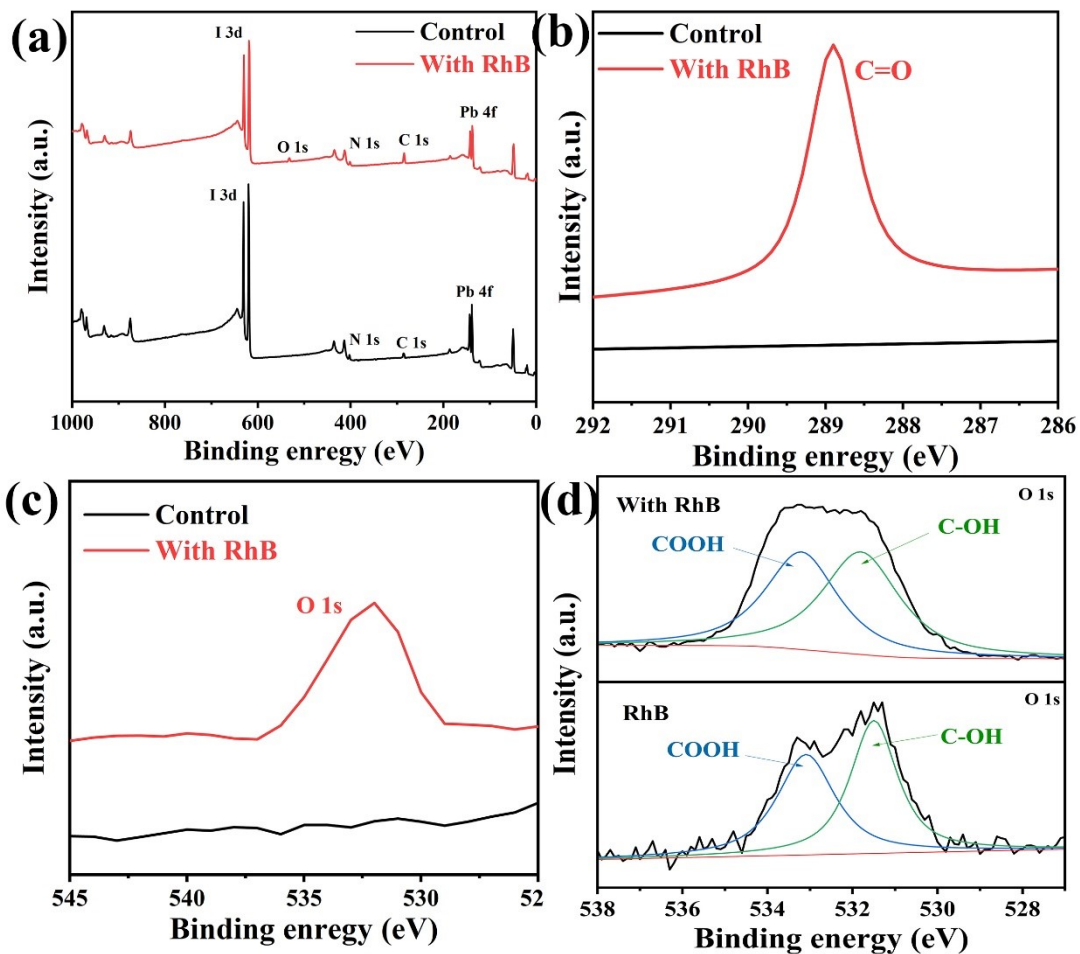 (a)
I 3d
Control
With RhB
O 1s
N 1s
C 1s
Pb 4f
I 3d
N 1s
C 1s
Pb 4f
Intensity (a.u.)
1000 800 600 400 200 0
Binding enregy (eV)
(b)
Control
With RhB
C=O
Intensity (a.u.)
292 291 290 289 288 287 286
Binding enregy (eV)
(c)
Control
With RhB
O 1s
Intensity (a.u.)
545 540 535 530 52
Binding enregy (eV)
(d)
With RhB
O 1s
COOH
C-OH
RhB
O 1s
COOH
C-OH
Intensity (a.u.)
538 536 534 532 530 528
Binding energy (eV)